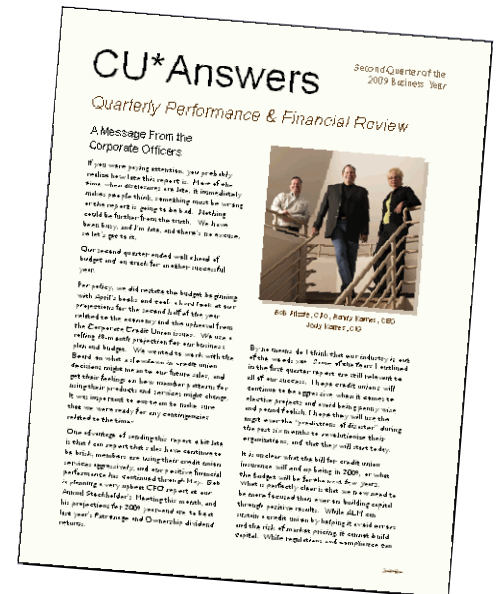 CU*Answers
Second Quarter of the
2009 Business Year
Quarterly Performance & Financial Review
A Message From the
Corporate Officers
If you were paying attention, you probably
realize how late this report is. Most of the
time, when disclosures are late, it immediately
makes people think, something must be wrong
or the report is going to be bad. Nothing
could be further from the truth. We have
been busy, and I'm late, and there's no excuse,
so let's get to it.
Our second quarter ended well ahead of
budget and on track for another successful
year.
Per policy, we did restate the budget beginning
with April's books and took a hard look at our
projections for the second half of the year
related to the economy and the upheaval from
the Corporate Credit Union issues. We use a
rolling 18-month projection for our business
plan and budget. We wanted to work with the
Board on what a slowdown in credit union
decisions might mean to our future sales, and
get their feelings on how member patterns for
using their products and services might change.
It was important to our team to make sure
that we were ready for any contingencies
related to the times.
One advantage of sending this report a bit late
is that I can report that sales have continue to
be brisk, members are using their credit union
services aggressively, and our positive financial
performance has continued through May. Bob
is planning a very upbeat CFO report at our
Annual Stockholder's Meeting this month, and
his projections for 2009 year-end are to beat
last year's Patronage and Ownership dividend
returns.
Randy Karnes, CEO
By no means do I think that our industry is out
of the woods yet. Some of the fears I outlined
in the first quarter report are still relevant to
all of our success. I hope credit unions will
continue to be aggressive when it comes to
elective projects and avoid being penny wise
and pound foolish. I hope they will use the
might over the "predictions of disaster" during
the past six months to revolutionize their
organizations, and that they will start today.
It is unclear what the bill for credit union
insurance will end up being in 2009, or what
the budget will be for the next few years.
What is perfectly clear is that we now need to
be more focused than ever on building capital
through positive results. While ALM can
sustain a credit union by helping it avoid errors
and the risk of market pricing, it cannot build
capital. While regulations and compliance can